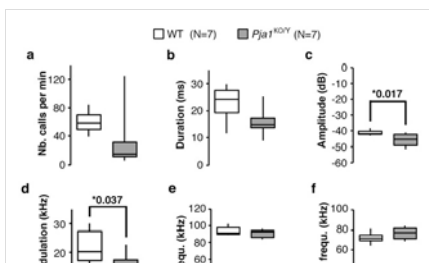 WT (N=7) Pja1KO/Y (N=7)
a b c
Nb. calls per min
120
80
40
0
Duration (ms)
30
20
10
0
Amplitude (dB)
0
-10
-20
-30
-40
-50
-60
*0.017
d e f
dulation (kHz)
30
20
*0.037
equ. (kHz)
120
100
80
60
frequ. (kHz)
100
80
60